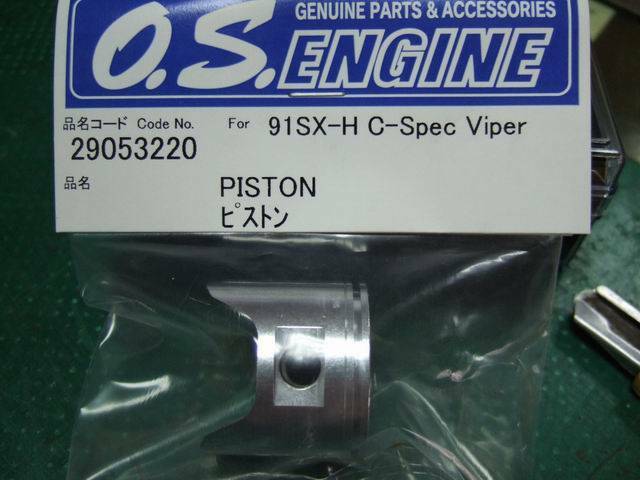 GENUINE PARTS & ACCESSORIES
O.S.ENGINE
品名コード Code No. For 91SX-H C-Spec Viper
29053220
品名 PISTON
ピストン